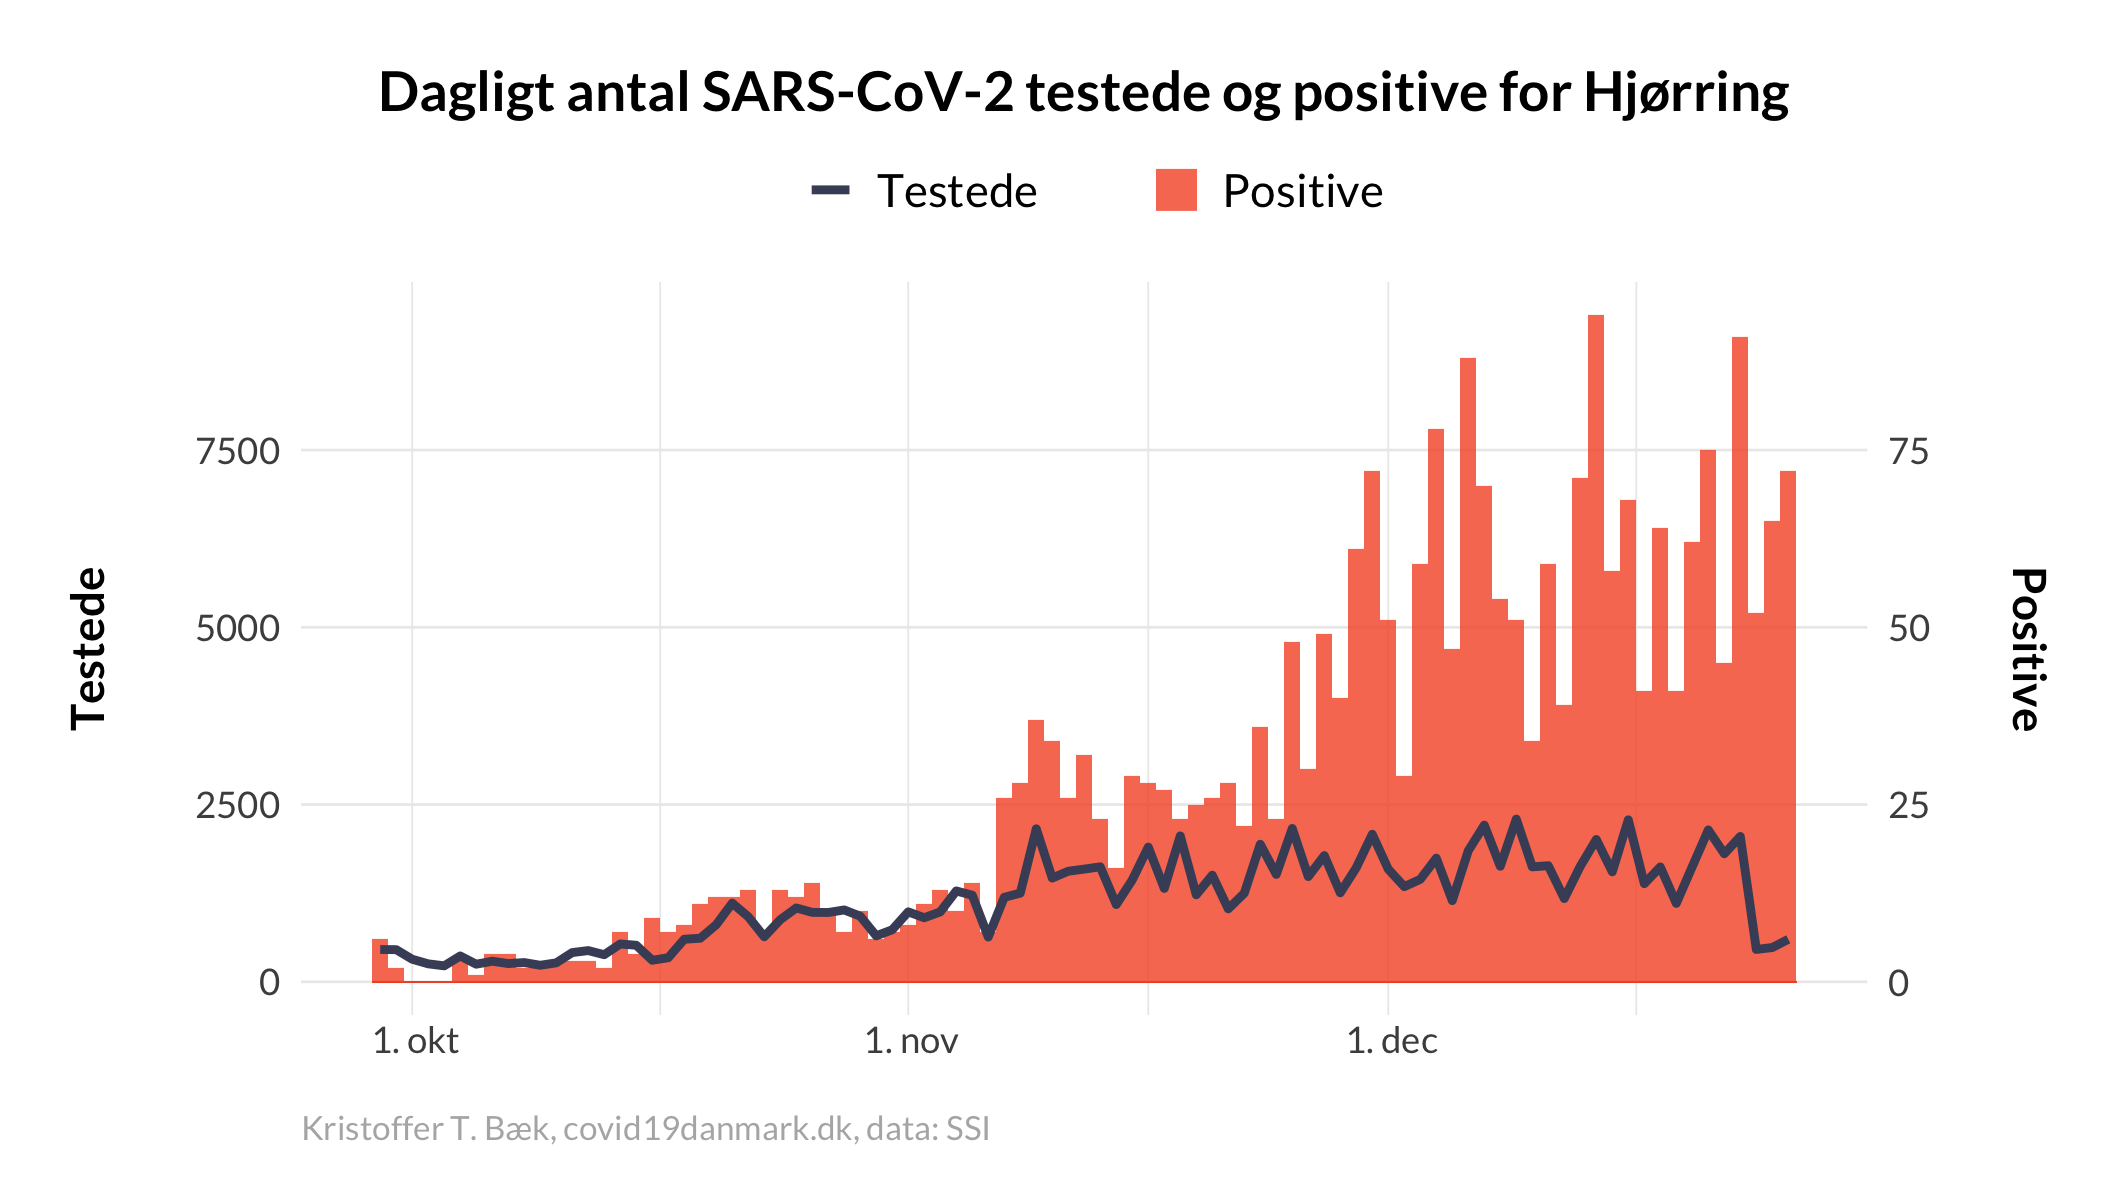 Dagligt antal SARS-CoV-2 testede og positive for Hjørring
Testede
Positive
7500
5000
2500
0
75
50
25
0
Testede
Positive
1. okt
1. nov
1. dec
Kristoffer T. Bæk, covid19danmark.dk, data: SSI